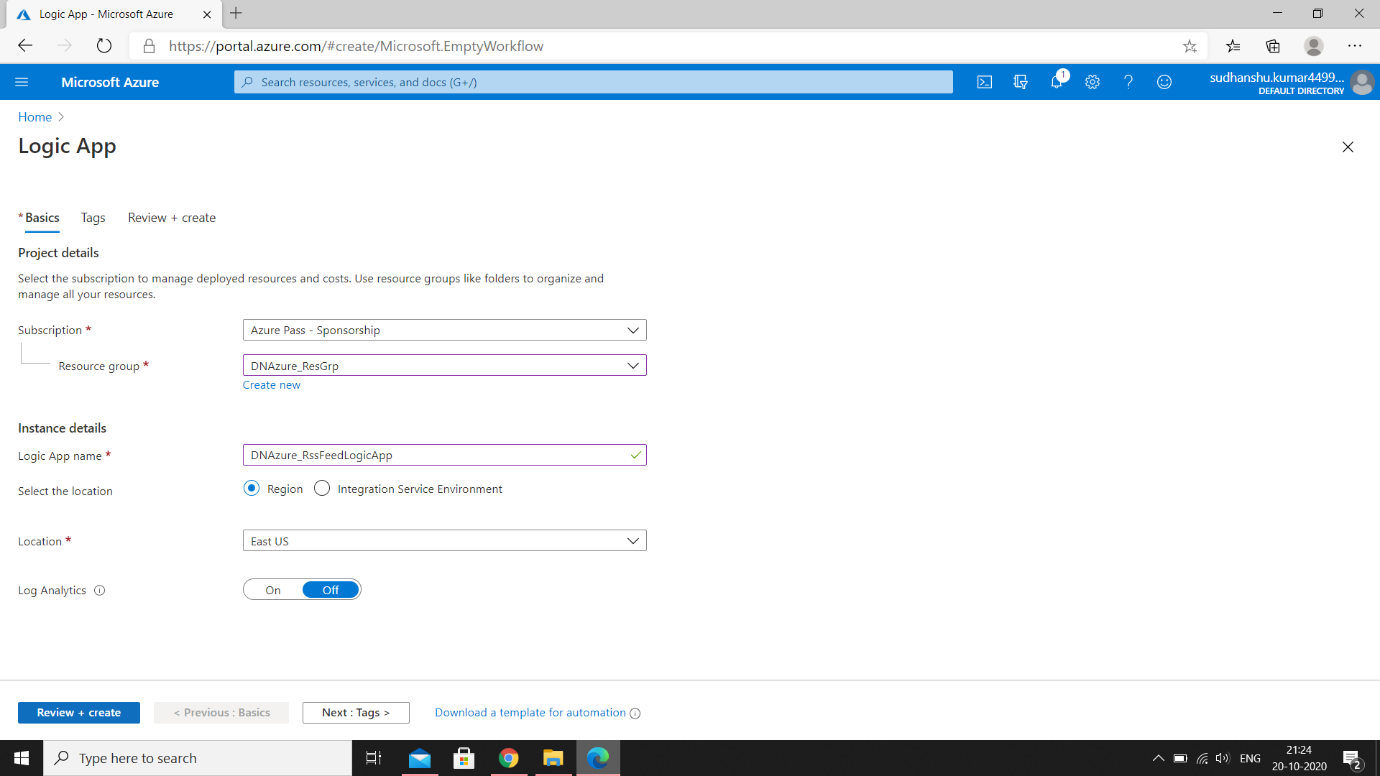 Logic App - Microsoft Azure
https://portal.azure.com/#create/Microsoft.EmptyWorkflow
Microsoft Azure
Search resources, services, and docs (G+/)
1
sudhanshu.kumar4499...
DEFAULT DIRECTORY
Home >
Logic App
* Basics Tags Review + create
Project details
Select the subscription to manage deployed resources and costs. Use resource groups like folders to organize and
manage all your resources.
Subscription * Azure Pass - Sponsorship
Resource group * DNAzure_ResGrp
Create new
Instance details
Logic App name * DNAzure_RssFeedLogicApp
Select the location Region Integration Service Environment
Location * East US
Log Analytics On Off
Review + create < Previous : Basics Next : Tags > Download a template for automation
Type here to search
ENG
21:24
20-10-2020
2